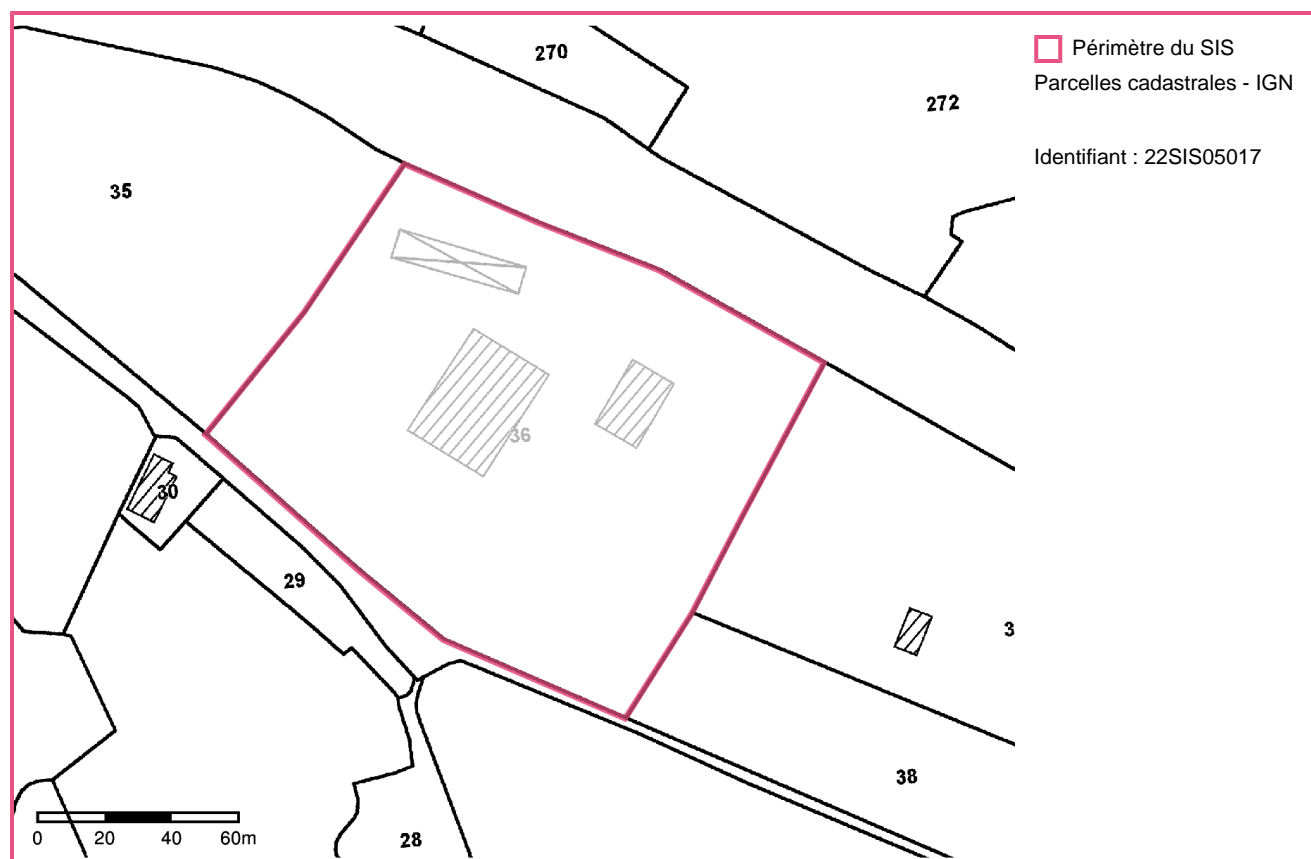 270
Périmètre du SIS
Parcelles cadastrales - IGN
272
Identifiant : 22SIS05017
35
36
30
29
3
38
0 20 40 60m
28